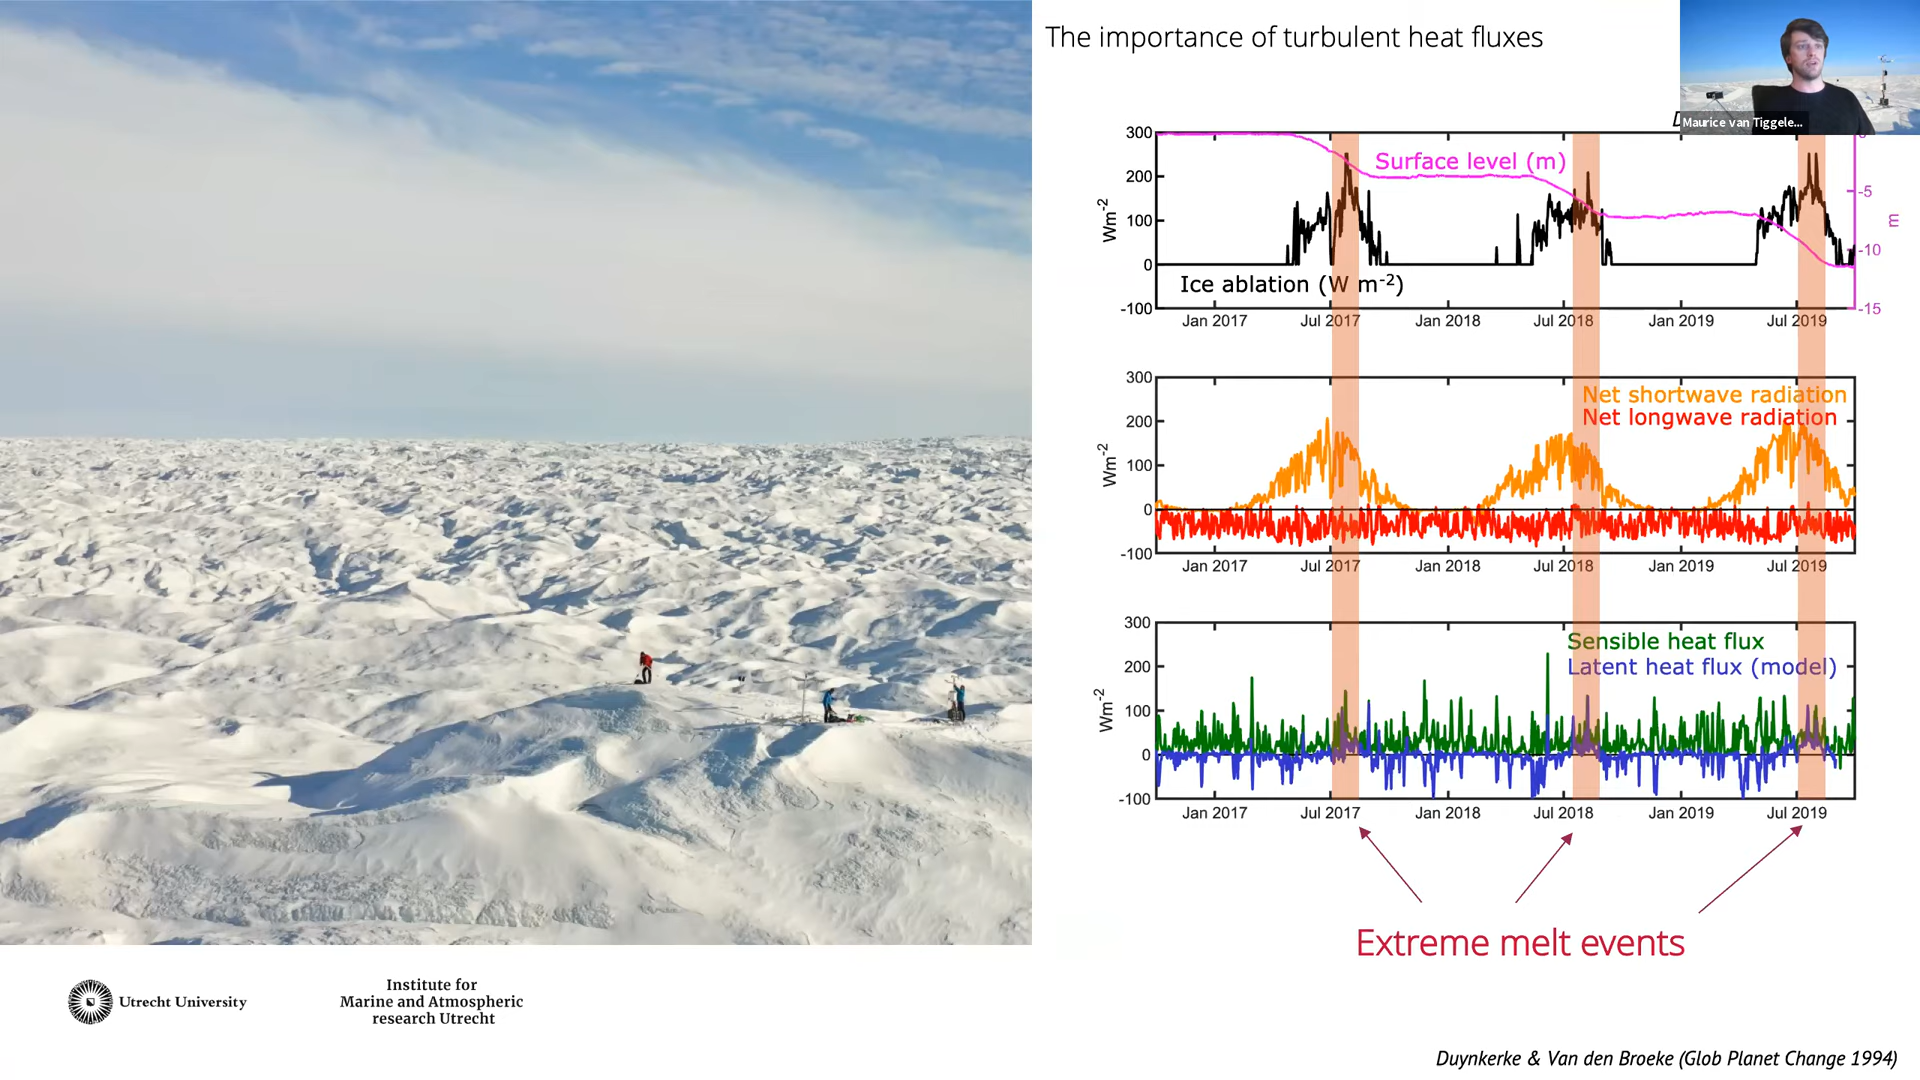 The importance of turbulent heat fluxes
Maurice van Tiggele...
300
200
100
0
-100
Wm-2
Surface level (m)
Ice ablation (W m-2)
-5
-10
-15
m
Jan 2017
Jul 2017
Jan 2018
Jul 2018
Jan 2019
Jul 2019
300
200
100
0
-100
Wm-2
Net shortwave radiation
Net longwave radiation
Jan 2017
Jul 2017
Jan 2018
Jul 2018
Jan 2019
Jul 2019
300
200
100
0
-100
Wm-2
Sensible heat flux
Latent heat flux (model)
Jan 2017
Jul 2017
Jan 2018
Jul 2018
Jan 2019
Jul 2019
Extreme melt events
Utrecht University
Institute for
Marine and Atmospheric
research Utrecht
Duynkerke & Van den Broeke (Glob Planet Change 1994)